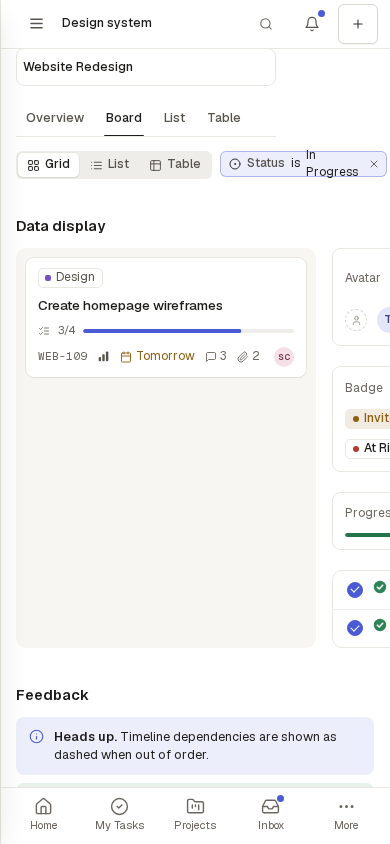 Design system
Website Redesign
Overview Board List Table
Grid List Table Status is In Progress
Data display
Design
Create homepage wireframes
3/4
WEB-109 Tomorrow 3 2 SC
Avatar
T
Badge
Invit
At Ri
Progres
Feedback
Heads up. Timeline dependencies are shown as
dashed when out of order.
Home My Tasks Projects Inbox More